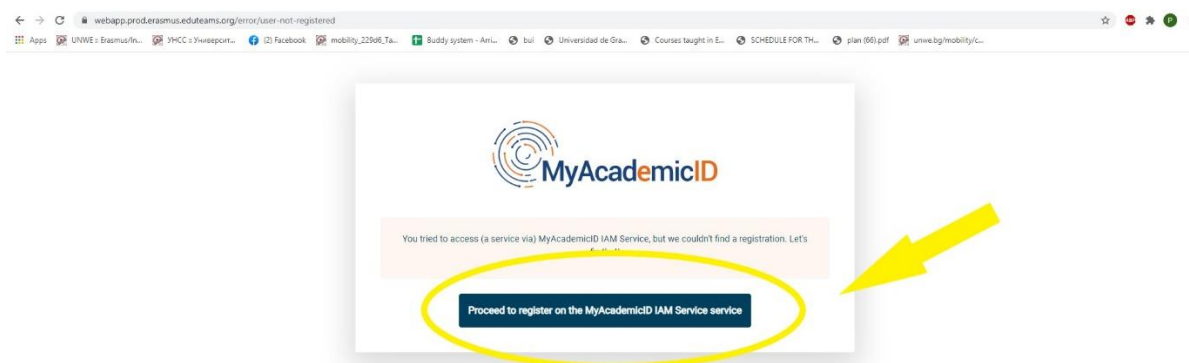 webapp.prod.erasmus.eduteams.org/error/user-not-registered
Apps UNWE :: Erasmus/In... УНСС :: Университ... (2) Facebook mobility_229d6_Ta... Buddy system - Arri... bui Universidad de Gra... Courses taught in E... SCHEDULE FOR TH... plan (66).pdf unwe.bg/mobility/c...
MyAcademicID
You tried to access (a service via) MyAcademicID IAM Service, but we couldn't find a registration. Let's
Proceed to register on the MyAcademicID IAM Service service